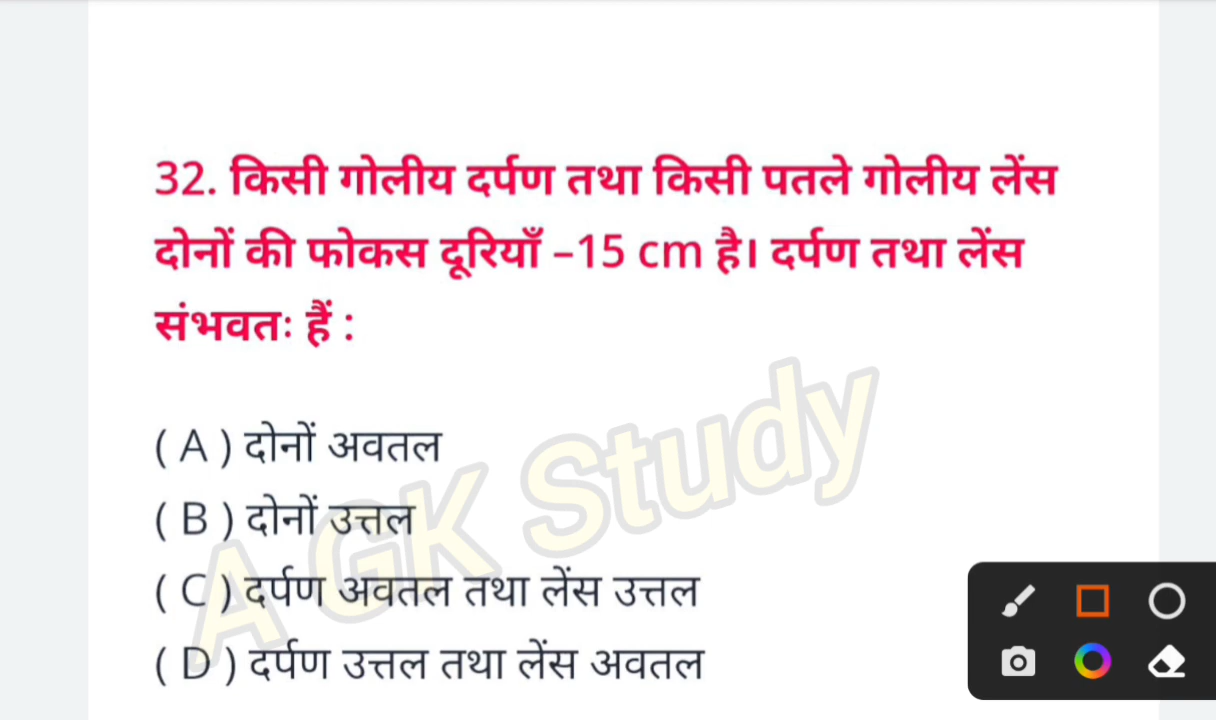 32. किसी गोलीय दर्पण तथा किसी पतले गोलीय लेंस
दोनों की फोकस दूरियाँ –15 cm है। दर्पण तथा लेंस
संभवतः हैं :
( A ) दोनों अवतल
( B ) दोनों उत्तल
( C ) दर्पण अवतल तथा लेंस उत्तल
( D ) दर्पण उत्तल तथा लेंस अवतल
A GK Study